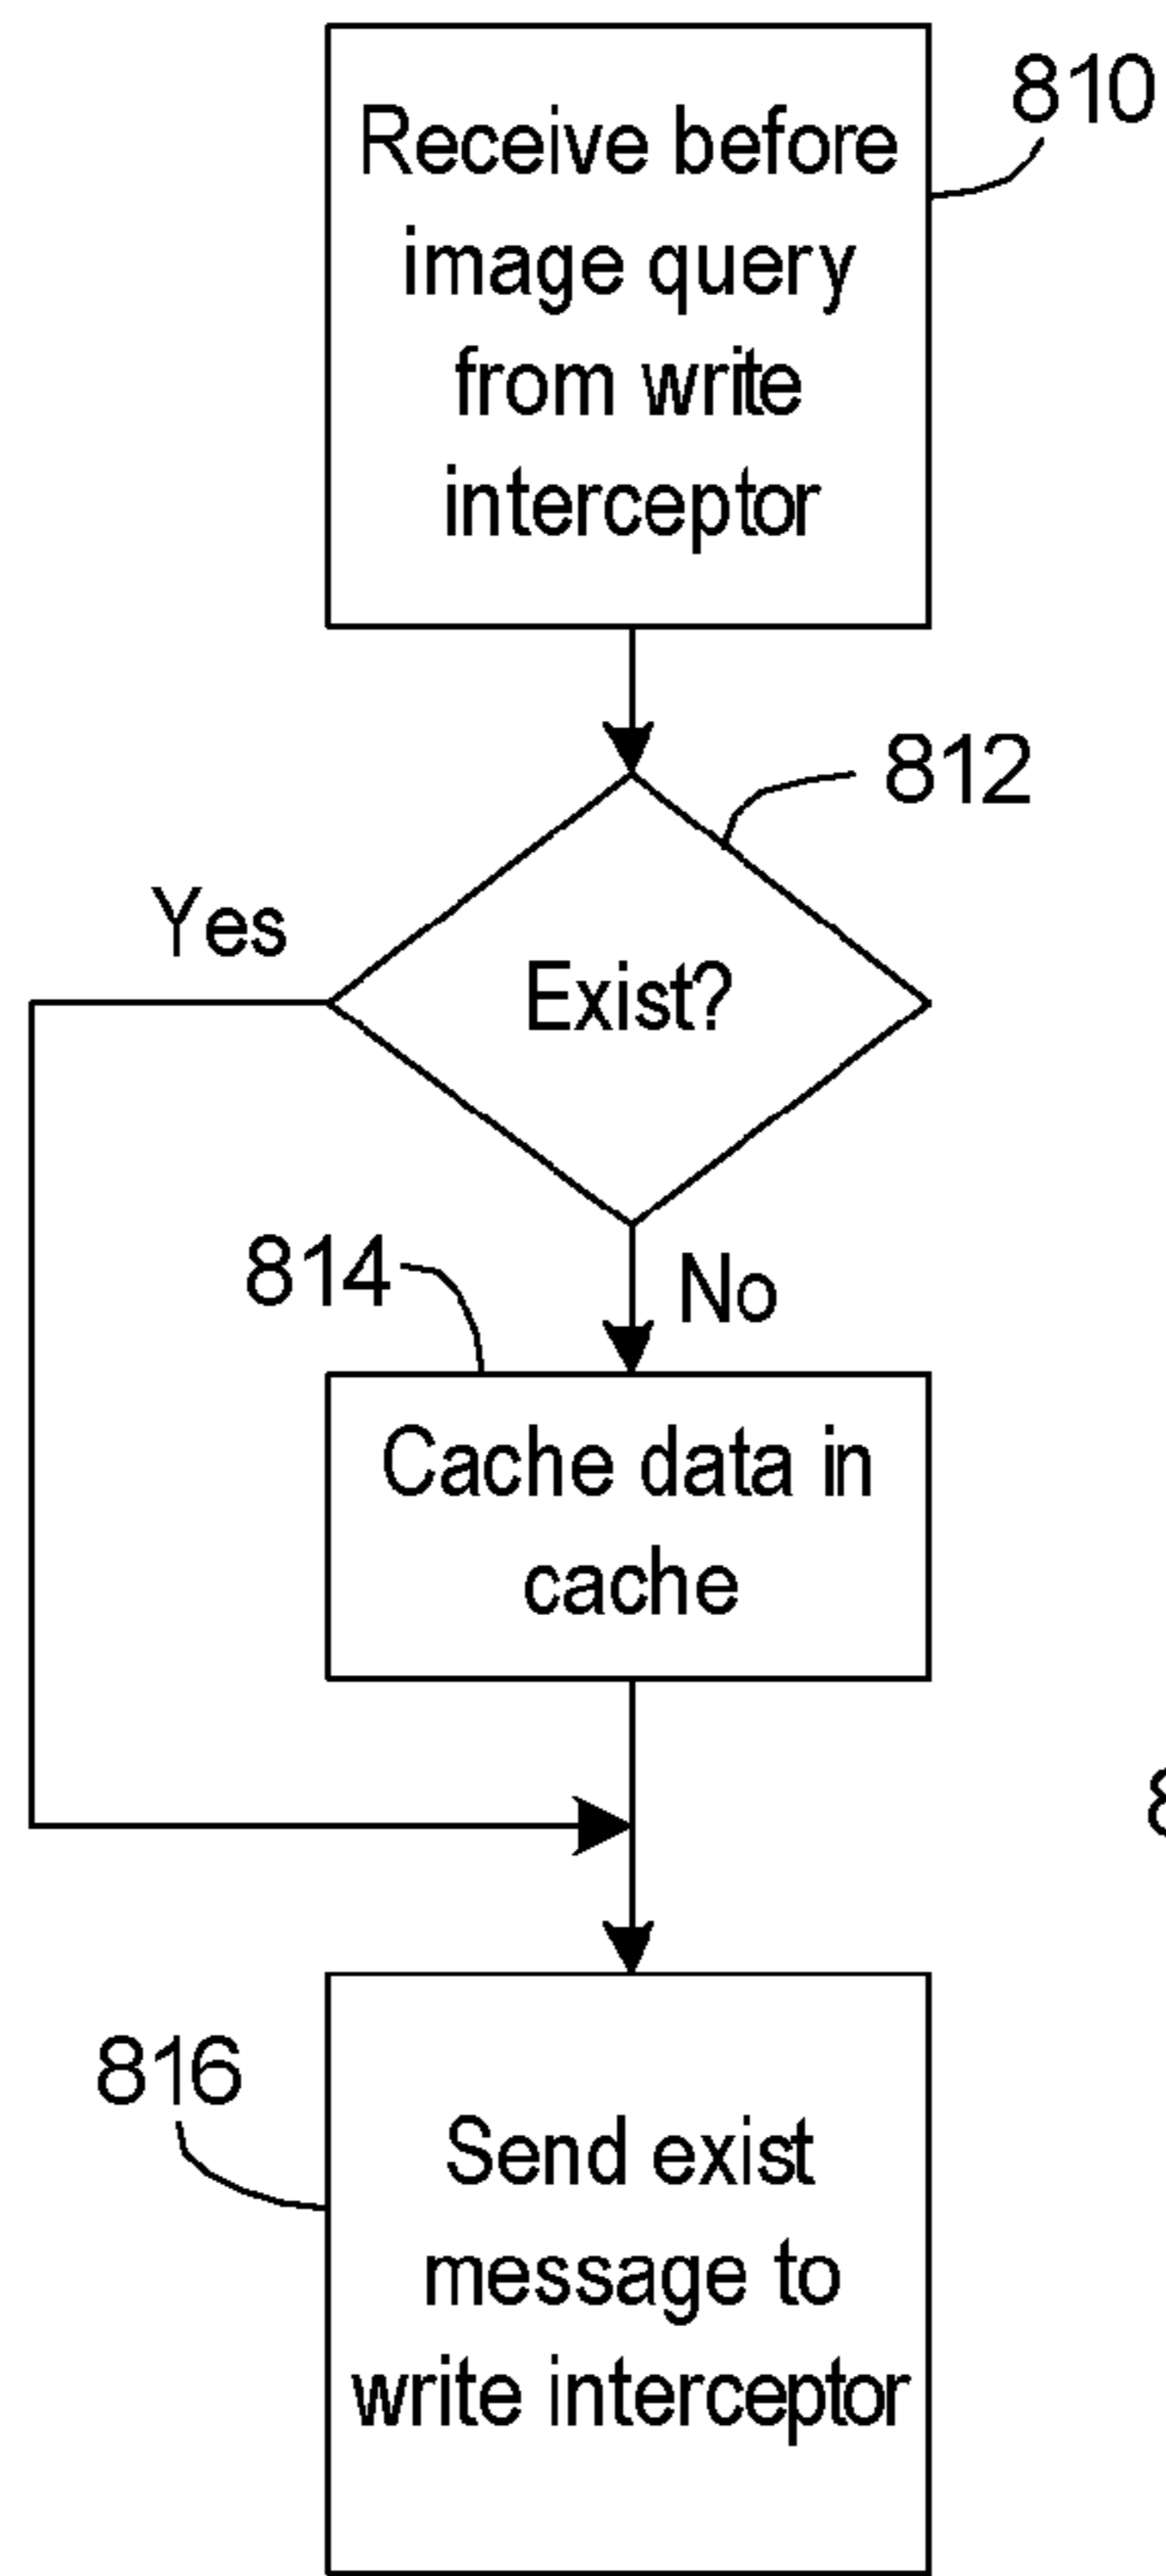 810
Receive before
image query
from write
interceptor
812
Yes
Exist?
814
No
Cache data in
cache
8
816
Send exist
message to
write interceptor